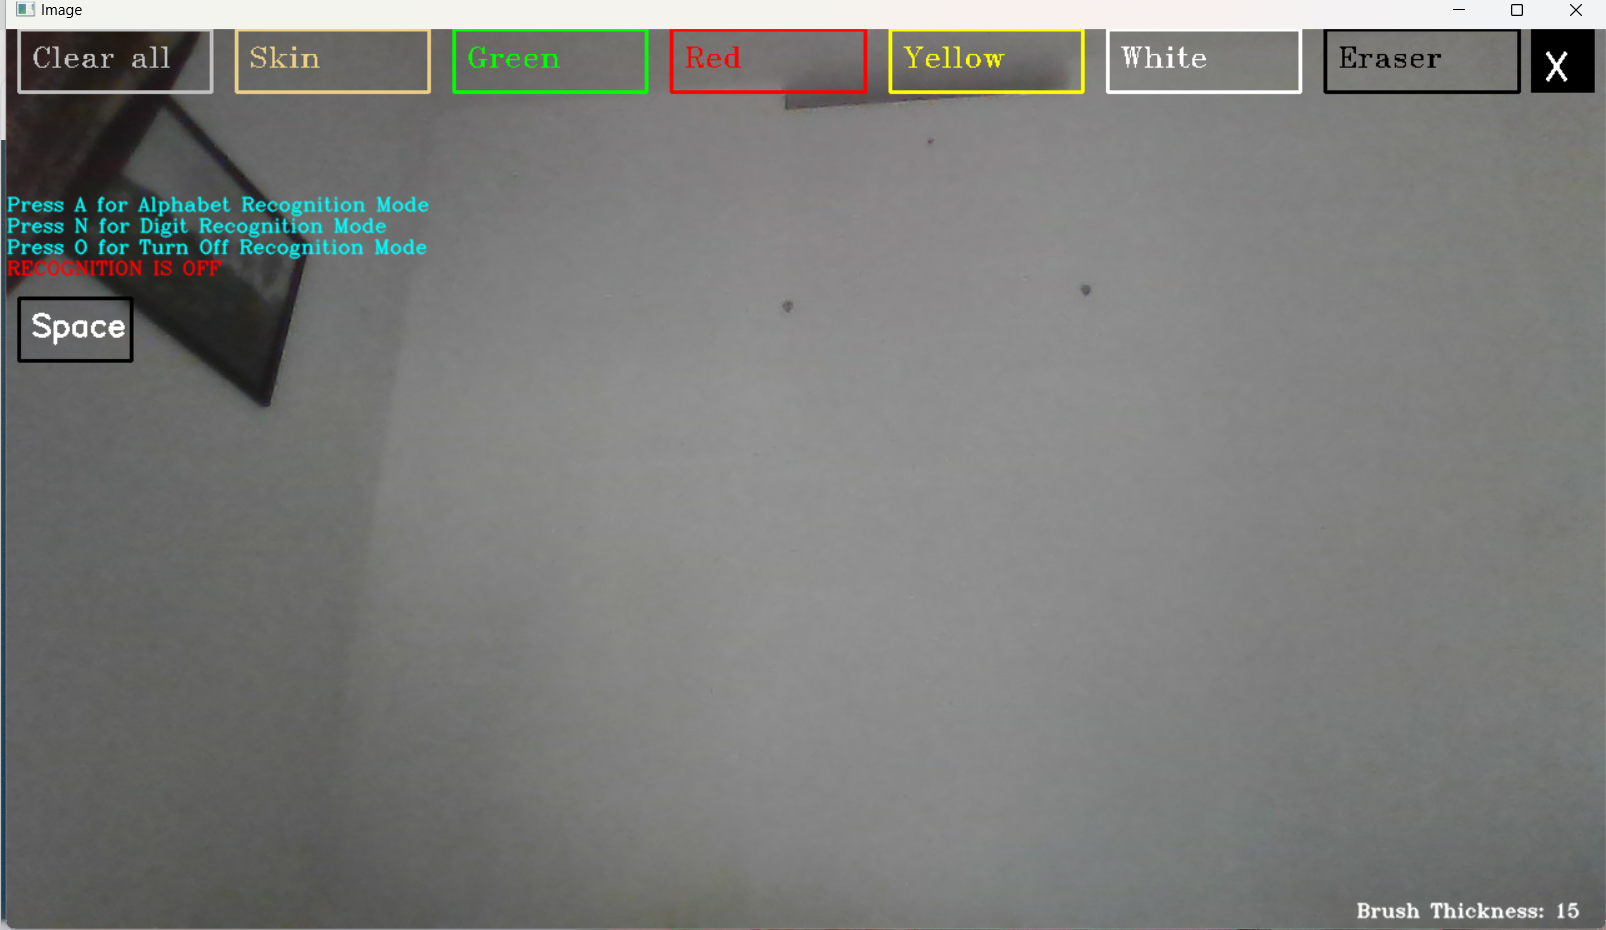 Image
Clear all Skin Green Red Yellow White Eraser X
Press A for Alphabet Recognition Mode
Press N for Digit Recognition Mode
Press O for Turn Off Recognition Mode
RECOGNITION IS OFF
Space
Brush Thickness: 15